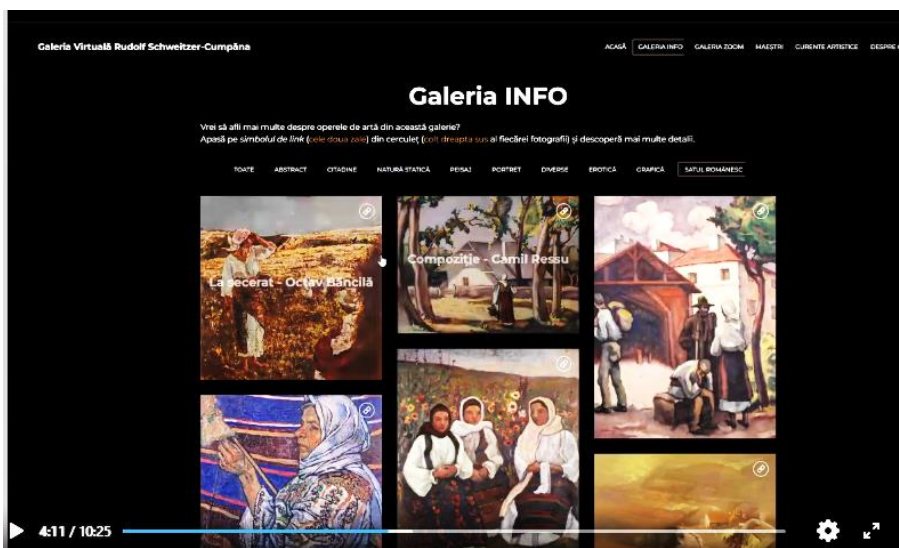 Galeria Virtuală Rudolf Schweitzer-Cumpăna
ACASĂ GALERIA INFO GALERIA ZOOM MAEȘTRI CURENTE ARTISTICE DESPRE
Galeria INFO
Vrei să afli mai multe despre operele de artă din această galerie?
Apasă pe simbolul de link (cele doua zale) din cerculeț (colt dreapta sus al fiecărei fotografii) și descoperă mai multe detalii.
TOATE ABSTRACT CITADINE NATURĂ STATICĂ PEISAJ PORTRET DIVERSE EROTICĂ GRAFICĂ SATUL ROMÂNESC
La secerat - Octav Băncilă
Compoziție - Camil Ressu
4:11 / 10:25